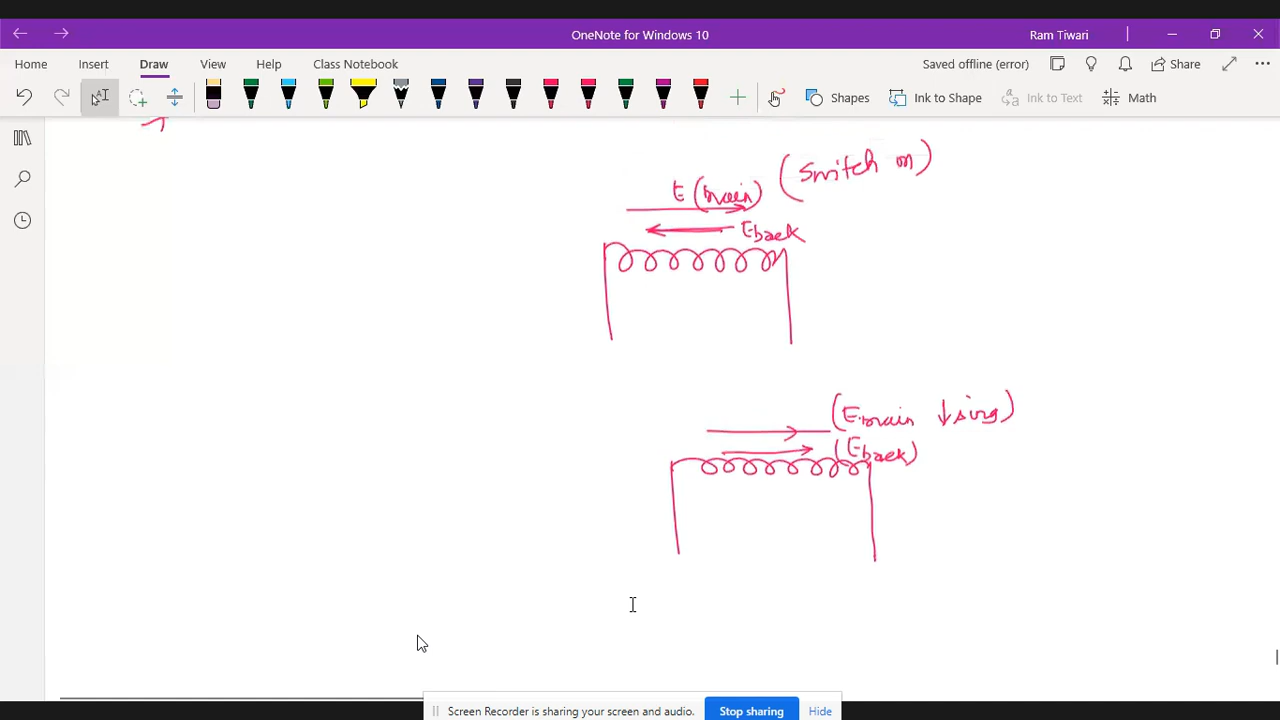 OneNote for Windows 10
Ram Tiwari
Home Insert Draw View Help Class Notebook
Saved offline (error) Share
Shapes Ink to Shape Ink to Text Math
E (main) (Switch on)
Eback
(Emain ↓sing)
(Eback)
Screen Recorder is sharing your screen and audio. Stop sharing Hide